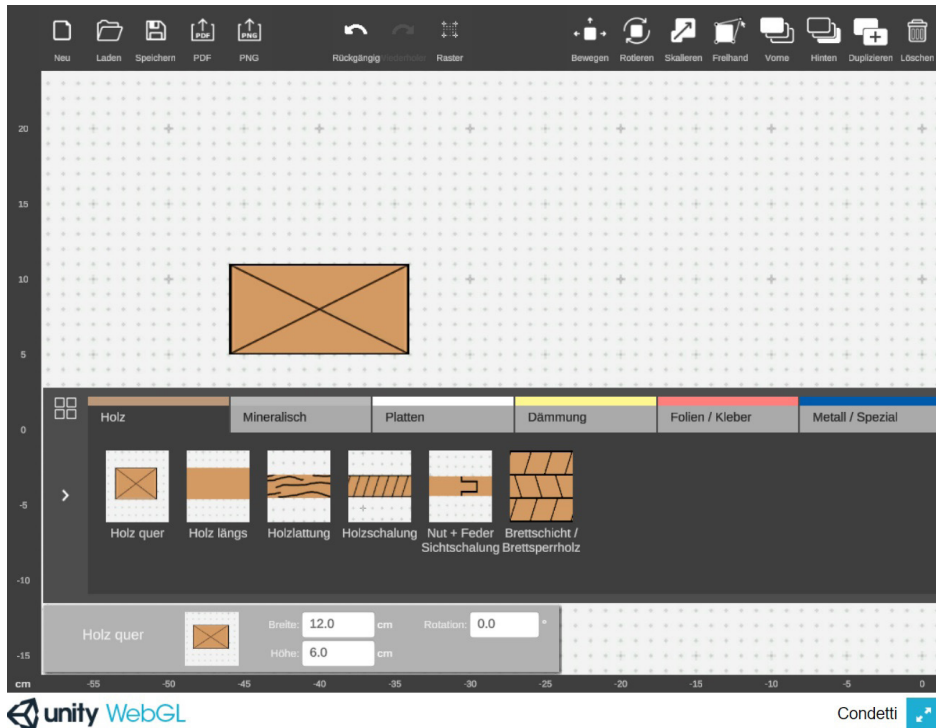 Neu Laden Speichern PDF PNG Rückgängig Wiederholen Raster Bewegen Rotieren Skalieren Freihand Vorne Hinten Duplizieren Löschen
PDF PNG
20
15
10
5
0
-5
-10
-15
Holz Mineralisch Platten Dämmung Folien / Kleber Metall / Spezial
Holz quer Holz längs Holzlattung Holzschalung Nut + Feder Sichtschalung Brettschicht / Brettsperrholz
Holz quer
Breite: 12.0 cm Rotation: 0.0 °
Höhe: 6.0 cm
cm -55 -50 -45 -40 -35 -30 -25 -20 -15 -10 -5 0
unity WebGL Condetti